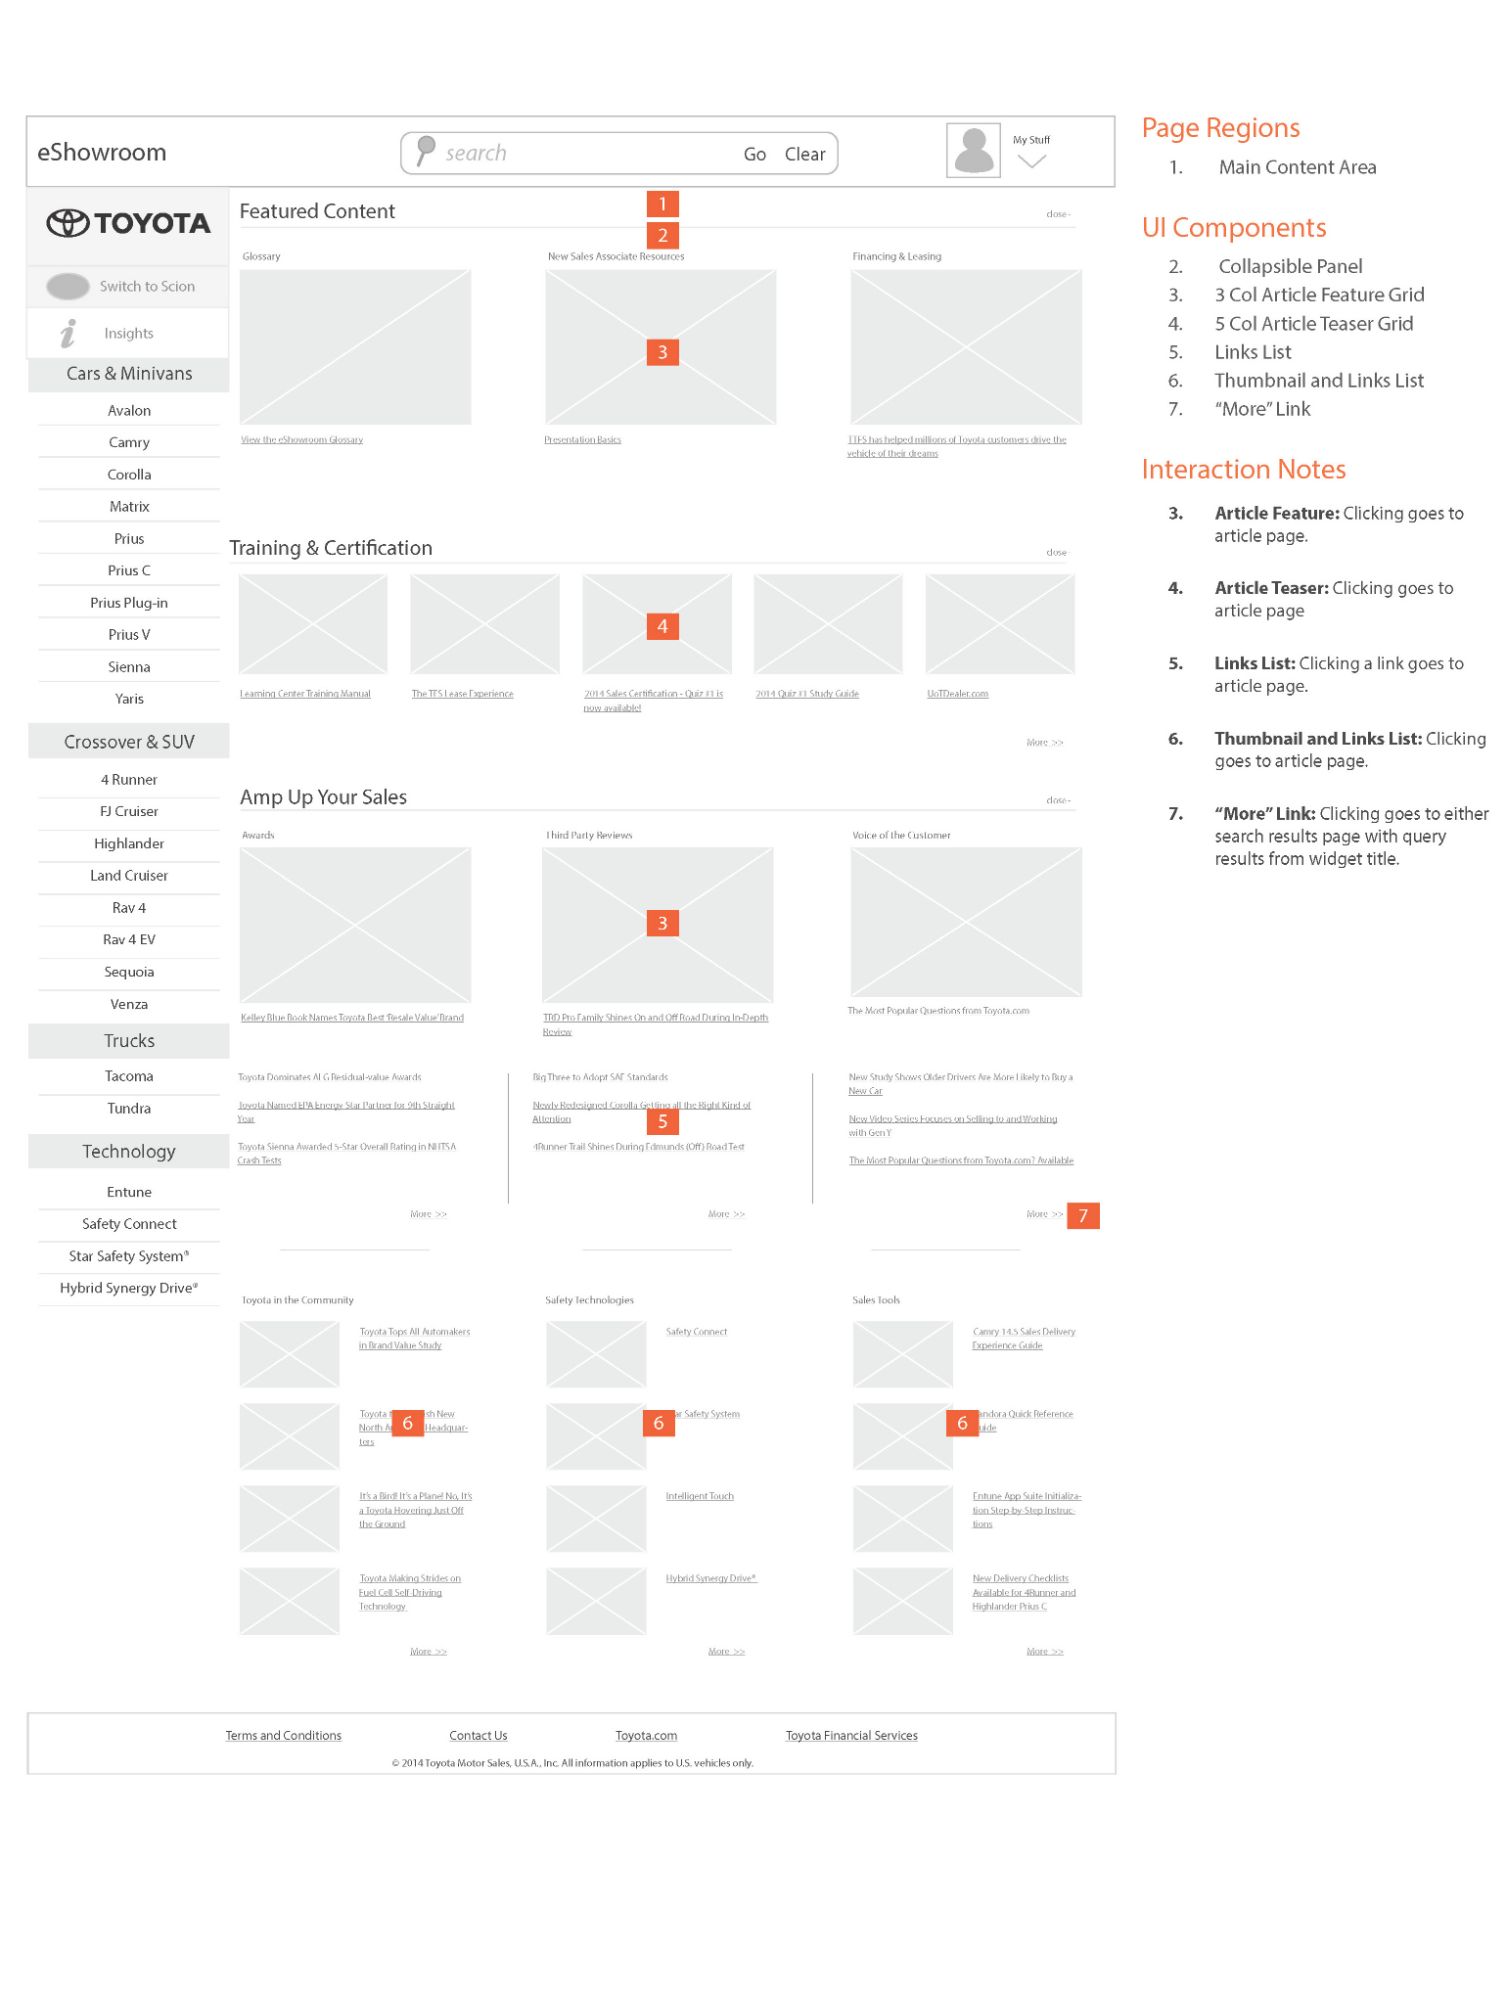 eShowroom
search
Go
Clear
My Stuff
TOYOTA
Switch to Scion
Insights
Cars & Minivans
Avalon
Camry
Corolla
Matrix
Prius
Prius C
Prius Plug-in
Prius V
Sienna
Yaris
Crossover & SUV
4 Runner
FJ Cruiser
Highlander
Land Cruiser
Rav 4
Rav 4 EV
Sequoia
Venza
Trucks
Tacoma
Tundra
Technology
Entune
Safety Connect
Star Safety System®
Hybrid Synergy Drive®
1
Featured Content
close-
2
Glossary
New Sales Associate Resources
Financing & Leasing
3
View the eShowroom Glossary
Presentation Basics
TTFS has helped millions of Toyota customers drive the
vehicle of their dreams
Training & Certification
close
4
Learning Center Training Manual
The TFS Lease Experience
2014 Sales Certification - Quiz #1 is
now available!
2014 Quiz #1 Study Guide
UoTDealer.com
More >>
Amp Up Your Sales
close-
Awards
Third Party Reviews
Voice of the Customer
3
Kelley Blue Book Names Toyota Best 'Resale Value' Brand
TRD Pro Family Shines On and Off Road During In-Depth
Review
The Most Popular Questions from Toyota.com
Toyota Dominates ALG Residual-value Awards
Toyota Named EPA Energy Star Partner for 9th Straight
Year
Toyota Sienna Awarded 5-Star Overall Rating in NHTSA
Crash Tests
More >>
Big Three to Adopt SAE Standards
Newly Redesigned Corolla Getting all the Right Kind of
Attention
5
4Runner Trail Shines During Edmunds (Off) Road Test
More >>
New Study Shows Older Drivers Are More Likely to Buy a
New Car
New Video Series Focuses on Selling to and Working
with Gen Y
The Most Popular Questions from Toyota.com? Available
More >>
7
Toyota in the Community
Toyota Tops All Automakers
in Brand Value Study
Toyota
New
North
Headquar-
ters
6
It's a Bird! It's a Plane! No, It's
a Toyota Hovering Just Off
the Ground
Toyota Making Strides on
Fuel Cell Self-Driving
Technology
More >>
Safety Technologies
Safety Connect
6
Safety System
Intelligent Touch
Hybrid Synergy Drive®
More >>
Sales Tools
Camry 14.5 Sales Delivery
Experience Guide
6
Quick Reference
Entune App Suite Initializa-
tion Step-by-Step Instruc-
tions
New Delivery Checklists
Available for 4Runner and
Highlander Prius C
More >>
Terms and Conditions
Contact Us
Toyota.com
Toyota Financial Services
© 2014 Toyota Motor Sales, U.S.A., Inc. All information applies to U.S. vehicles only.
Page Regions
1. Main Content Area
UI Components
2. Collapsible Panel
3. 3 Col Article Feature Grid
4. 5 Col Article Teaser Grid
5. Links List
6. Thumbnail and Links List
7. “More” Link
Interaction Notes
3. Article Feature: Clicking goes to
article page.
4. Article Teaser: Clicking goes to
article page
5. Links List: Clicking a link goes to
article page.
6. Thumbnail and Links List: Clicking
goes to article page.
7. “More” Link: Clicking goes to either
search results page with query
results from widget title.